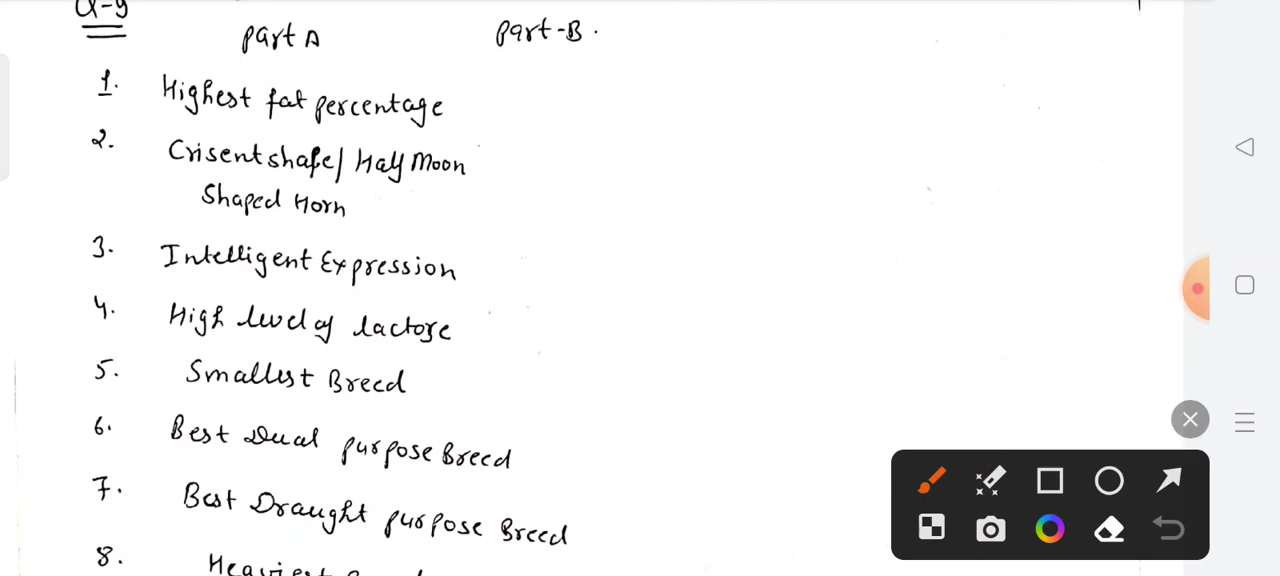 Q-9
Part A Part-B.
1. Highest fat percentage
2. Crisent shape/ Half Moon
Shaped Horn
3. Intelligent Expression
4. High level of lactose
5. Smallest Breed
6. Best Dual purpose Breed
7. Best Draught purpose Breed
8. Heaviest